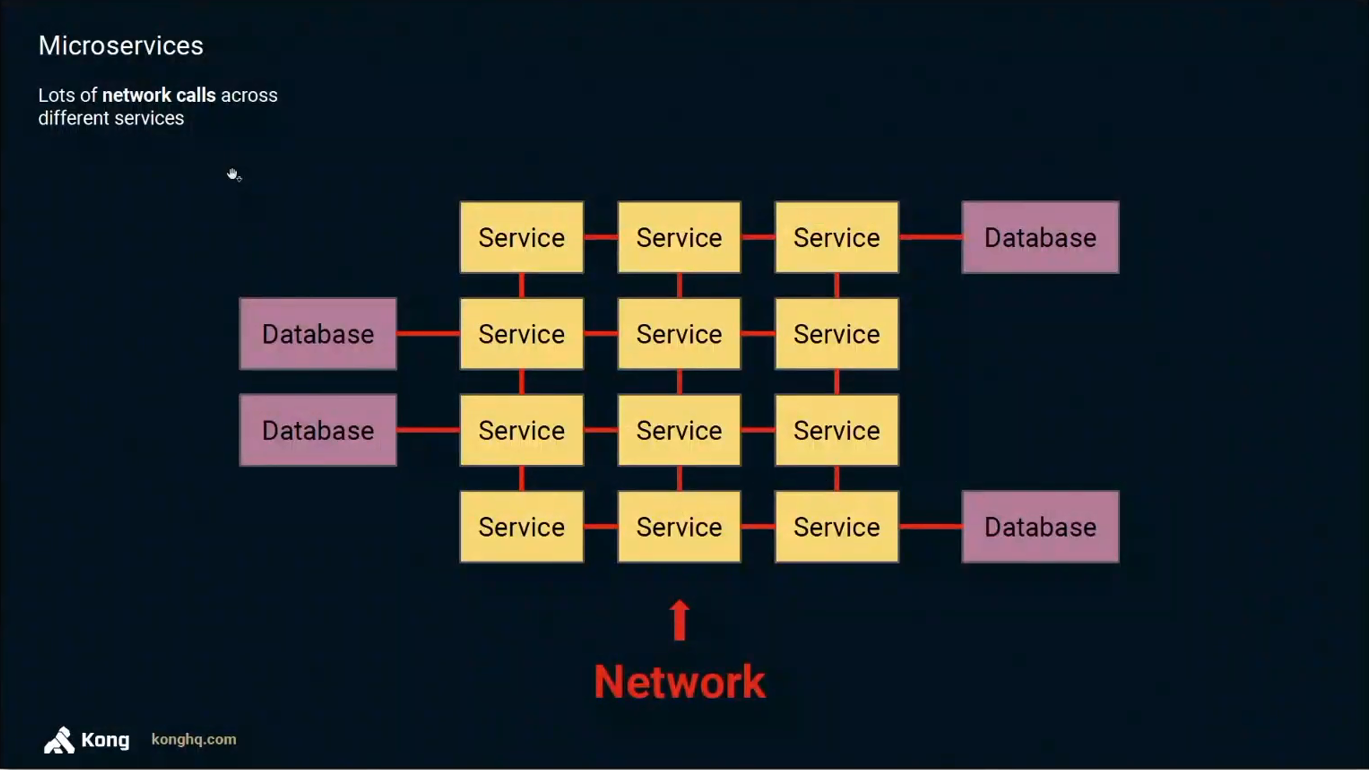 Microservices
Lots of network calls across
different services
Service Service Service Database
Database Service Service Service
Database Service Service Service
Service Service Service Database
Network
Kong konghq.com